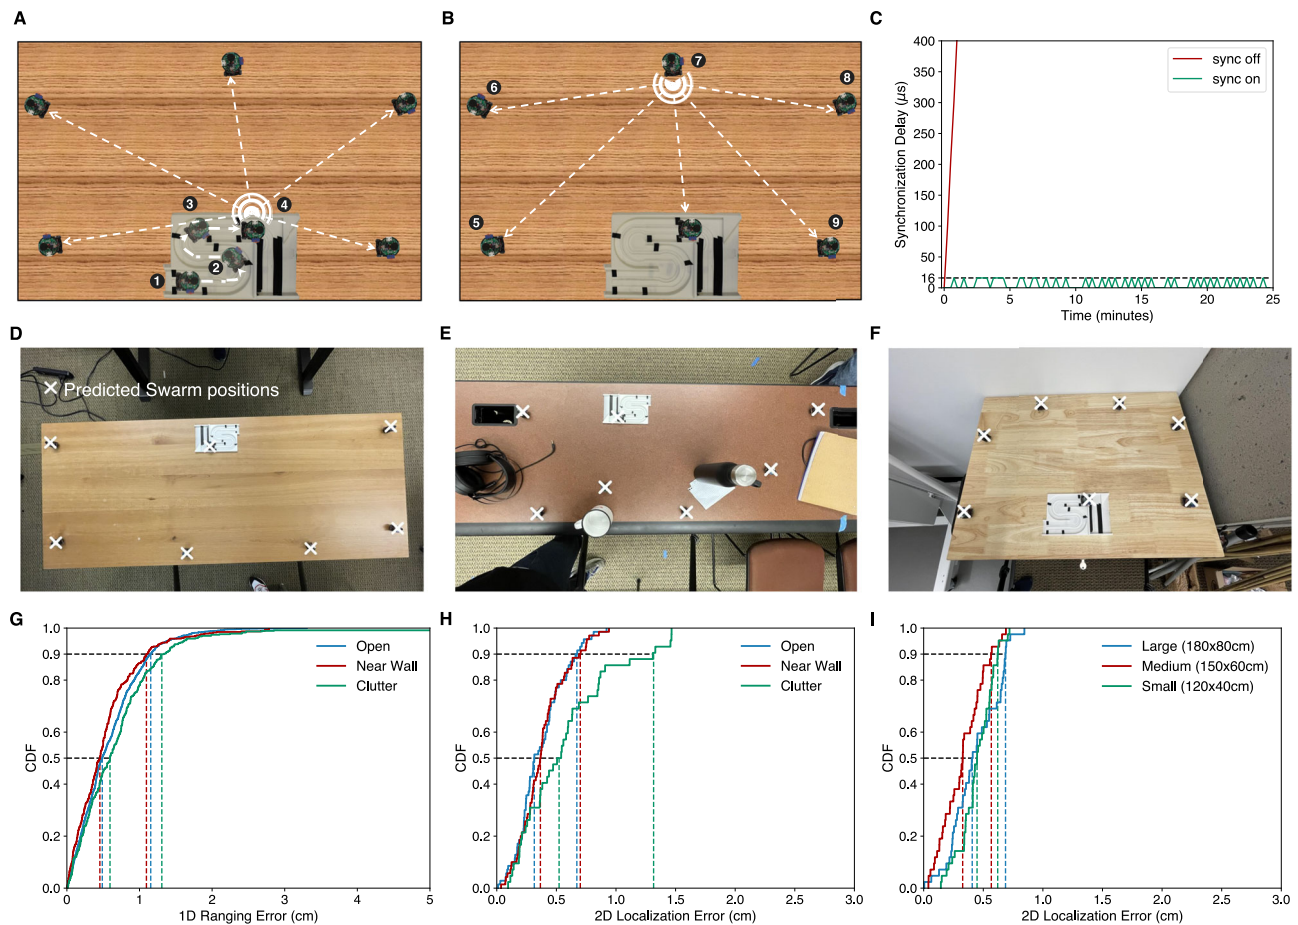 A
B
C
1
2
3
4
5
6
7
8
9
Synchronization Delay (μs)
400
350
300
250
200
150
100
50
16
0
sync off
sync on
0
5
10
15
20
25
Time (minutes)
D
E
F
Predicted Swarm positions
G
CDF
1.0
0.9
0.8
0.6
0.5
0.4
0.2
0.0
Open
Near Wall
Clutter
0
1
2
3
4
5
1D Ranging Error (cm)
H
CDF
1.0
0.9
0.8
0.6
0.5
0.4
0.2
0.0
Open
Near Wall
Clutter
0.0
0.5
1.0
1.5
2.0
2.5
3.0
2D Localization Error (cm)
I
CDF
1.0
0.9
0.8
0.6
0.5
0.4
0.2
0.0
Large (180x80cm)
Medium (150x60cm)
Small (120x40cm)
0.0
0.5
1.0
1.5
2.0
2.5
3.0
2D Localization Error (cm)